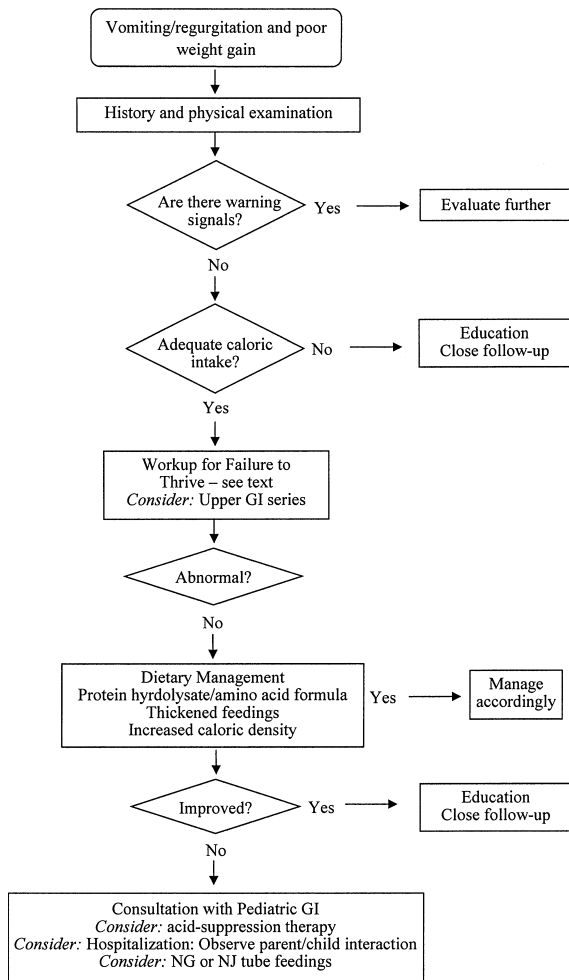 Vomiting/regurgitation and poor
weight gain
History and physical examination
Are there warning
signals?
Yes
Evaluate further
No
Adequate caloric
intake?
No
Education
Close follow-up
Yes
Workup for Failure to
Thrive – see text
Consider: Upper GI series
Abnormal?
No
Dietary Management
Protein hyrdolysate/amino acid formula
Thickened feedings
Increased caloric density
Yes
Manage
accordingly
Improved?
Yes
Education
Close follow-up
No
Consultation with Pediatric GI
Consider: acid-suppression therapy
Consider: Hospitalization: Observe parent/child interaction
Consider: NG or NJ tube feedings